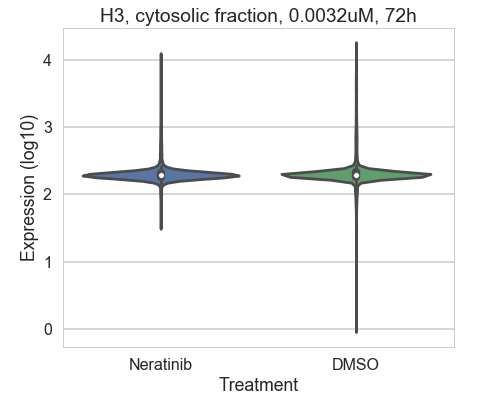 H3, cytosolic fraction, 0.0032uM, 72h
Expression (log10)
4
3
2
1
0
Neratinib
DMSO
Treatment